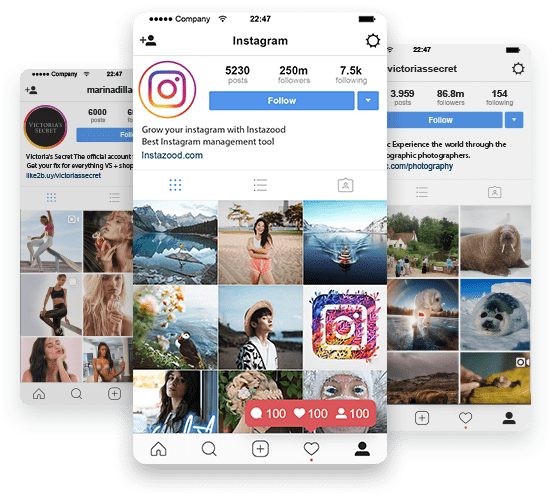 Company 22:47
marinadilla
6000 600
posts
VICTORIA'S
SECRET
Victoria's Secret The official account
Get your fix for everything VS + shop
like2b.uy/victoriassecret
Company 22:47
Instagram
5230 250m 7.5k
posts followers following
Follow
Grow your instagram with Instazood
Best Instagram management tool
Instazood.com
100 100 100
22:47
victoriassecret
3.959 86.8m 154
posts followers following
Follow
Experience the world through the
ographic photographers.
.com/photography